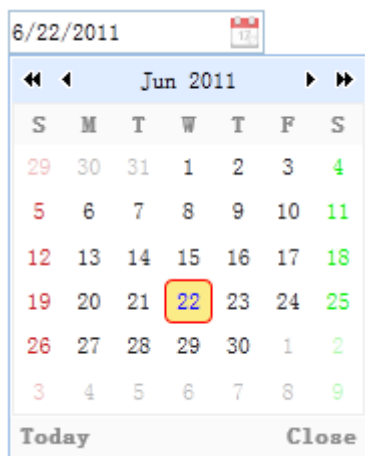 6/22/2011
Jun 2011
S M T W T F S
29 30 31 1 2 3 4
5 6 7 8 9 10 11
12 13 14 15 16 17 18
19 20 21 22 23 24 25
26 27 28 29 30 1 2
3 4 5 6 7 8 9
Today Close